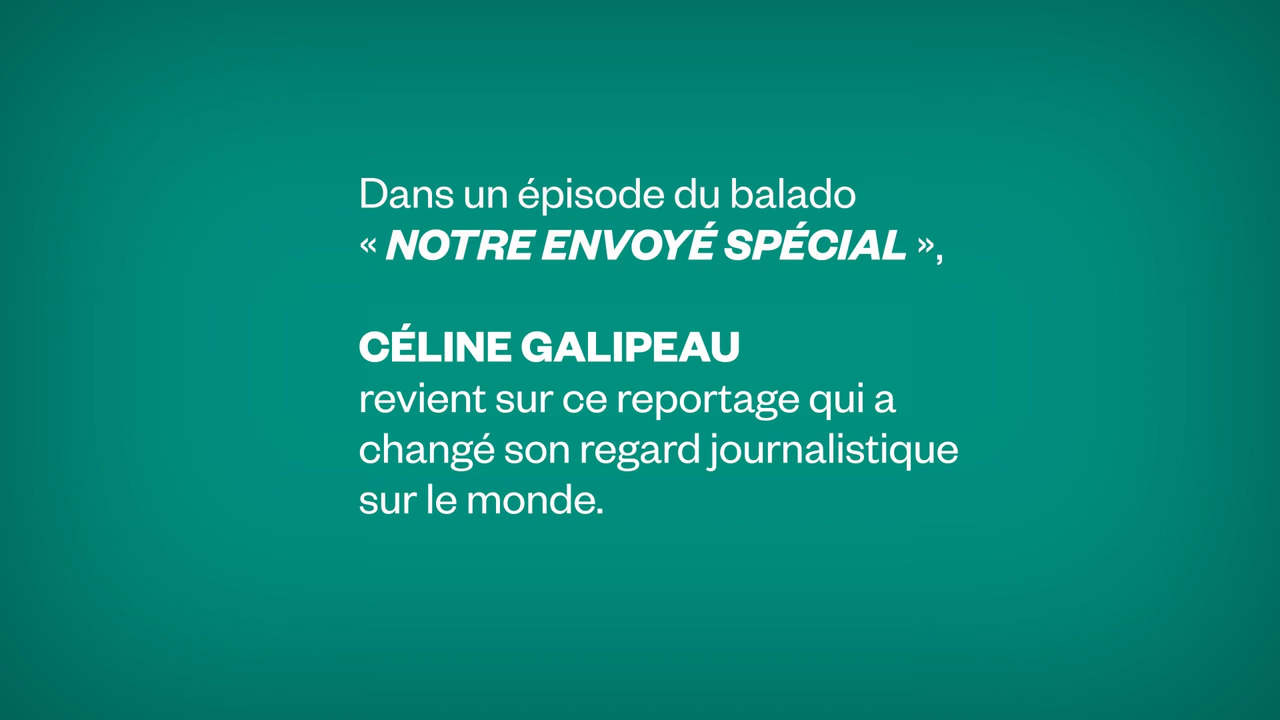 Dans un épisode du balado
« NOTRE ENVOYÉ SPÉCIAL »,
CÉLINE GALIPEAU
revient sur ce reportage qui a
changé son regard journalistique
sur le monde.